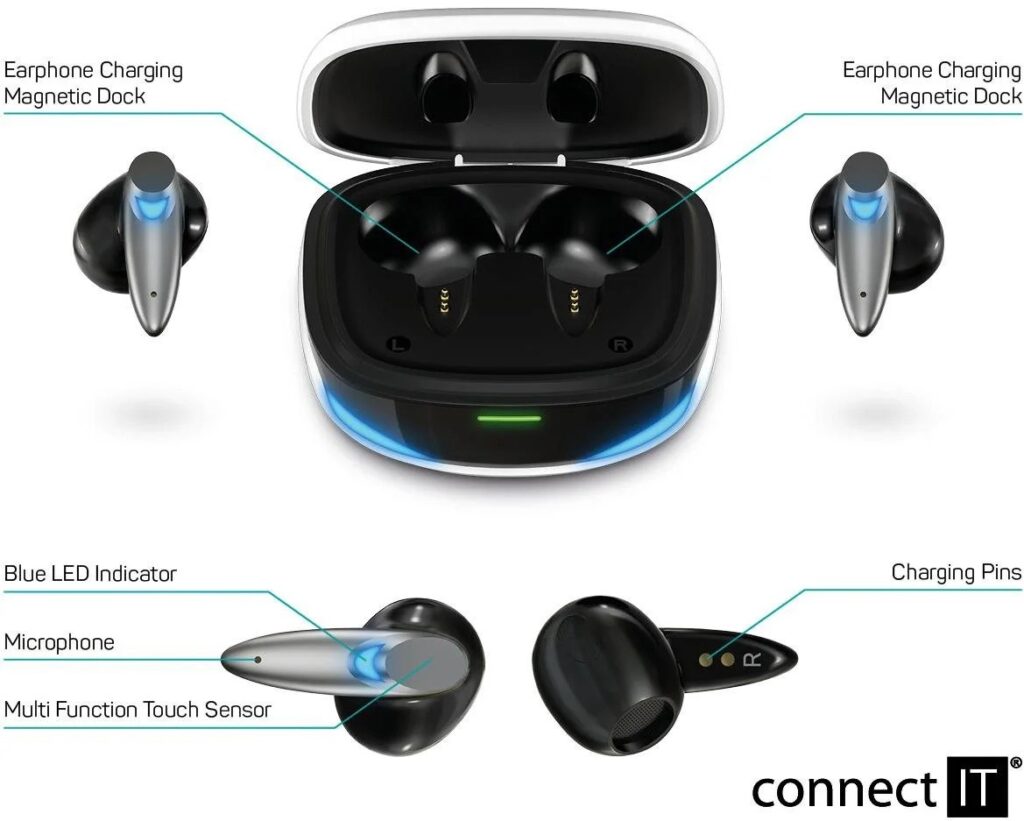 Earphone Charging
Magnetic Dock
Earphone Charging
Magnetic Dock
L
R
Blue LED Indicator
Microphone
Multi Function Touch Sensor
Charging Pins
R
connect IT®